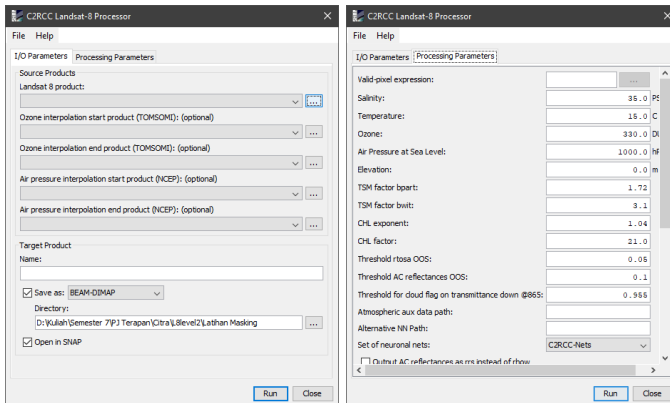 C2RCC Landsat-8 Processor
File Help
I/O Parameters Processing Parameters
Source Products
Landsat 8 product:
...
Ozone interpolation start product (TOMSOMI): (optional)
...
Ozone interpolation end product (TOMSOMI): (optional)
...
Air pressure interpolation start product (NCEP): (optional)
...
Air pressure interpolation end product (NCEP): (optional)
...
Target Product
Name:
Save as: BEAM-DIMAP
Directory:
D:\Kuliah\Semester 7\PJ Terapan\Citra\L8level2\Latihan Masking ...
Open in SNAP
Run Close
C2RCC Landsat-8 Processor
File Help
I/O Parameters Processing Parameters
Valid-pixel expression: ...
Salinity: 35.0 PS
Temperature: 15.0 C
Ozone: 330.0 DU
Air Pressure at Sea Level: 1000.0 hP
Elevation: 0.0 m
TSM factor bpart: 1.72
TSM factor bwit: 3.1
CHL exponent: 1.04
CHL factor: 21.0
Threshold rtosa OOS: 0.05
Threshold AC reflectances OOS: 0.1
Threshold for cloud flag on transmittance down @865: 0.955
Atmospheric aux data path:
Alternative NN Path:
Set of neuronal nets: C2RCC-Nets
Output AC reflectances as rrs instead of rhow
Run Close